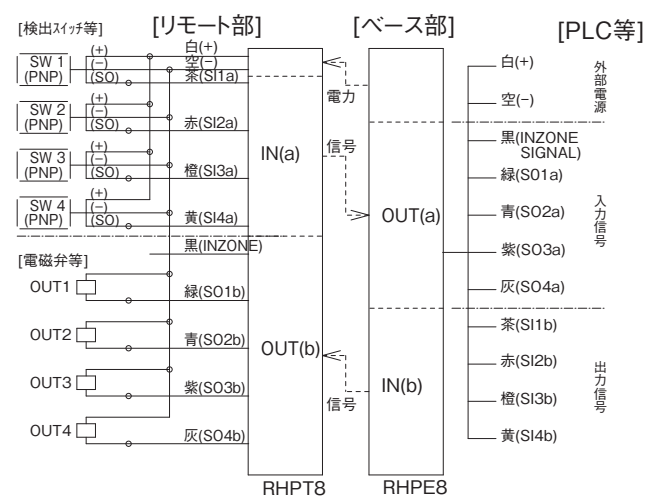 [検出スイッチ等]
[リモート部]
[ベース部]
[PLC等]
SW 1
(PNP)
(+)
(−)
(SO)
白(+)
空(−)
茶(SI1a)
SW 2
(PNP)
(+)
(−)
(SO)
赤(SI2a)
SW 3
(PNP)
(+)
(−)
(SO)
橙(SI3a)
SW 4
(PNP)
(+)
(−)
(SO)
黄(SI4a)
黒(INZONE)
[電磁弁等]
OUT1
緑(SO1b)
OUT2
青(SO2b)
OUT3
紫(SO3b)
OUT4
灰(SO4b)
IN(a)
OUT(b)
RHPT8
電力
信号
信号
OUT(a)
IN(b)
RHPE8
白(+)
空(−)
外部電源
黒(INZONE
SIGNAL)
緑(S01a)
青(SO2a)
紫(SO3a)
灰(SO4a)
入力信号
茶(SI1b)
赤(SI2b)
橙(SI3b)
黄(SI4b)
出力信号